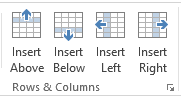 Insert Insert Insert Insert
Above Below Left Right
Rows & Columns